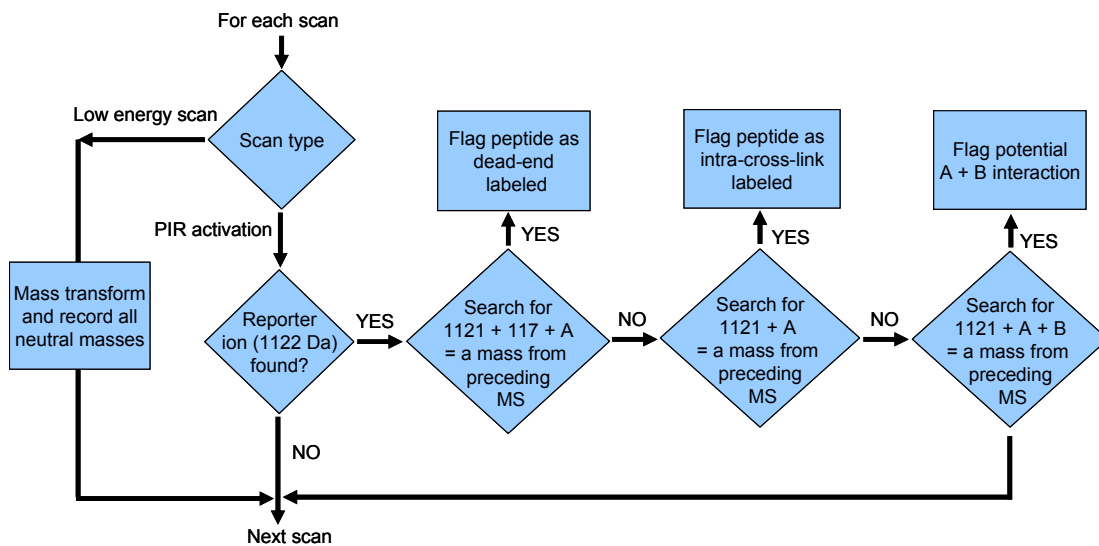 For each scan
Low energy scan
Scan type
Flag peptide as
dead-end
labeled
Flag peptide as
intra-cross-link
labeled
Flag potential
A + B interaction
PIR activation
YES
YES
YES
Mass transform
and record all
neutral masses
Reporter
ion (1122 Da)
found?
YES
Search for
1121 + 117 + A
= a mass from
preceding
MS
NO
Search for
1121 + A
= a mass from
preceding
MS
NO
Search for
1121 + A + B
= a mass from
preceding
MS
NO
Next scan